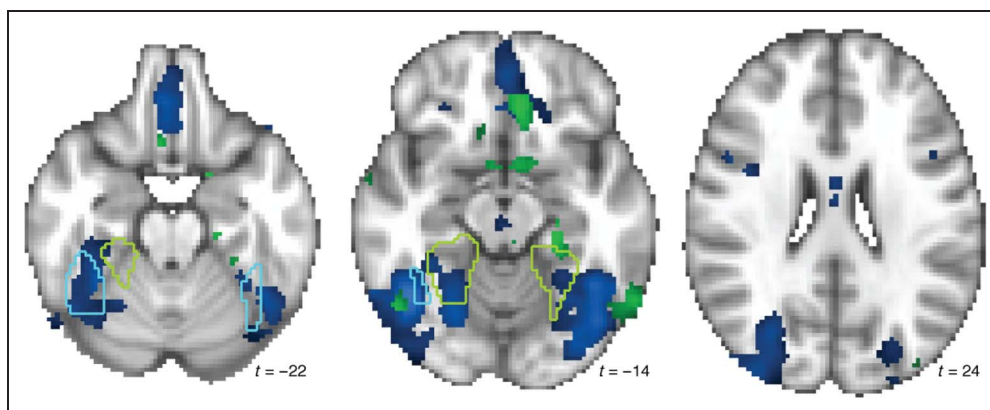 t = −22
t = −14
t = 24